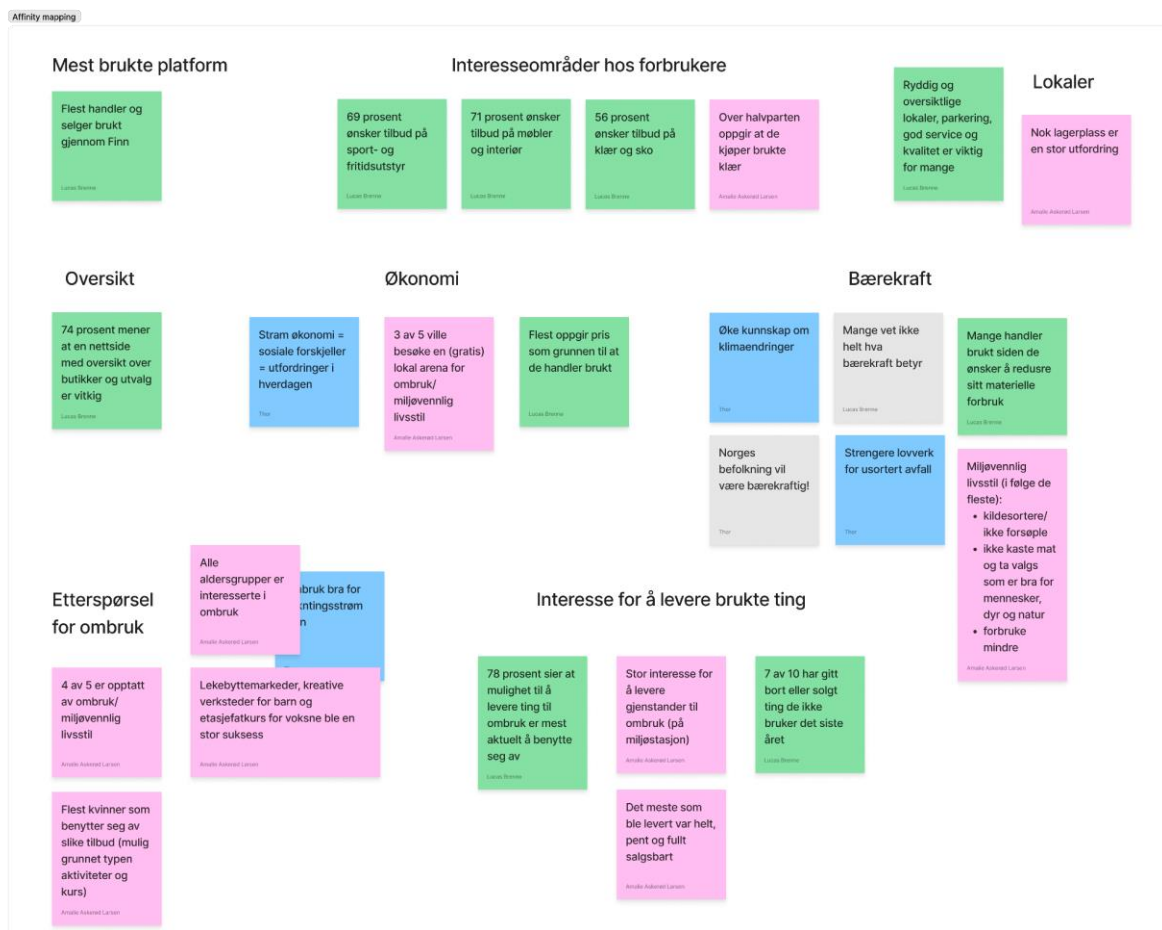 Affinity mapping
Mest brukte platform
Flest handler og
selger brukt
gjennom Finn
Lucas Brenne
Interesseområder hos forbrukere
69 prosent
ønsker tilbud på
sport- og
fritidsutstyr
Lucas Brenne
71 prosent ønsker
tilbud på møbler
og interiør
Lucas Brenne
56 prosent
ønsker tilbud på
klær og sko
Lucas Brenne
Over halvparten
oppgir at de
kjøper brukte
klær
Amalie Askerød Larsen
Lokaler
Ryddig og
oversiktlige
lokaler, parkering,
god service og
kvalitet er viktig
for mange
Lucas Brenne
Nok lagerplass er
en stor utfordring
Amalie Askerød Larsen
Oversikt
74 prosent mener
at en nettside
med oversikt over
butikker og utvalg
er vitkig
Lucas Brenne
Økonomi
Stram økonomi =
sosiale forskjeller
= utfordringer i
hverdagen
Thor
3 av 5 ville
besøke en (gratis)
lokal arena for
ombruk/
miljøvennlig
livsstil
Amalie Askerød Larsen
Flest oppgir pris
som grunnen til at
de handler brukt
Lucas Brenne
Bærekraft
Øke kunnskap om
klimaendringer
Thor
Mange vet ikke
helt hva
bærekraft betyr
Lucas Brenne
Mange handler
brukt siden de
ønsker å redusre
sitt materielle
forbruk
Lucas Brenne
Norges
befolkning vil
være bærekraftig!
Thor
Strengere lovverk
for usortert avfall
Thor
Miljøvennlig
livsstil (i følge de
fleste):
• kildesortere/
ikke forsøple
• ikke kaste mat
og ta valgs
som er bra for
mennesker,
dyr og natur
• forbruke
mindre
Amalie Askerød Larsen
Etterspørsel
for ombruk
Alle
aldersgrupper er
interesserte i
ombruk
Amalie Askerød Larsen
bruk bra for
kntingsstrøm
n
4 av 5 er opptatt
av ombruk/
miljøvennlig
livsstil
Amalie Askerød Larsen
Lekebyttemarkeder, kreative
verksteder for barn og
etasjefatkurs for voksne ble en
stor suksess
Amalie Askerød Larsen
Flest kvinner som
benytter seg av
slike tilbud (mulig
grunnet typen
aktiviteter og
kurs)
Amalie Askerød Larsen
Interesse for å levere brukte ting
78 prosent sier at
mulighet til å
levere ting til
ombruk er mest
aktuelt å benytte
seg av
Lucas Brenne
Stor interesse for
å levere
gjenstander til
ombruk (på
miljøstasjon)
Amalie Askerød Larsen
7 av 10 har gitt
bort eller solgt
ting de ikke
bruker det siste
året
Lucas Brenne
Det meste som
ble levert var helt,
pent og fullt
salgsbart
Amalie Askerød Larsen